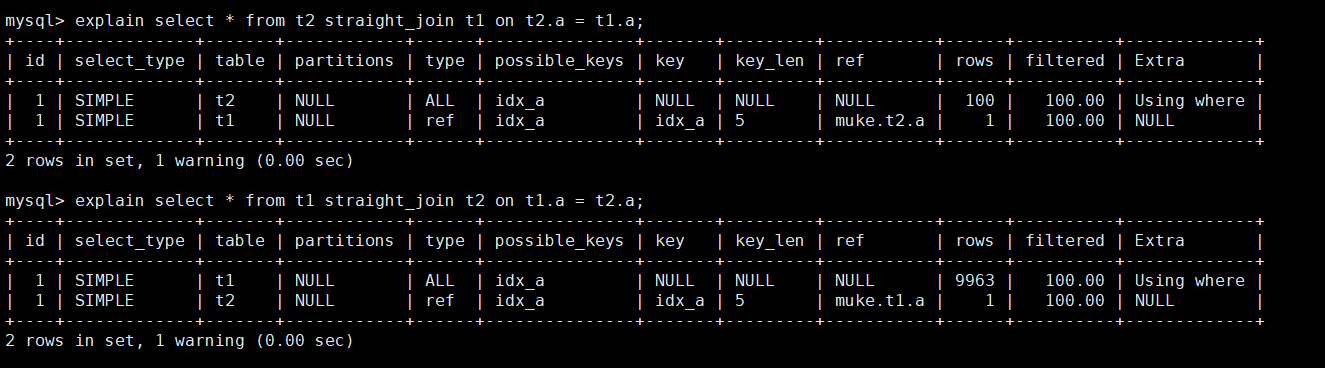 mysql> explain select * from t2 straight_join t1 on t2.a = t1.a;
+----+-------------+-------+------------+------+---------------+-------+---------+-----------+------+----------+-------------+
| id | select_type | table | partitions | type | possible_keys | key   | key_len | ref       | rows | filtered | Extra       |
+----+-------------+-------+------------+------+---------------+-------+---------+-----------+------+----------+-------------+
|  1 | SIMPLE      | t2    | NULL       | ALL  | idx_a         | NULL  | NULL    | NULL      |  100 |   100.00 | Using where |
|  1 | SIMPLE      | t1    | NULL       | ref  | idx_a         | idx_a | 5       | muke.t2.a |    1 |   100.00 | NULL        |
+----+-------------+-------+------------+------+---------------+-------+---------+-----------+------+----------+-------------+
2 rows in set, 1 warning (0.00 sec)

mysql> explain select * from t1 straight_join t2 on t1.a = t2.a;
+----+-------------+-------+------------+------+---------------+-------+---------+-----------+------+----------+-------------+
| id | select_type | table | partitions | type | possible_keys | key   | key_len | ref       | rows | filtered | Extra       |
+----+-------------+-------+------------+------+---------------+-------+---------+-----------+------+----------+-------------+
|  1 | SIMPLE      | t1    | NULL       | ALL  | idx_a         | NULL  | NULL    | NULL      | 9963 |   100.00 | Using where |
|  1 | SIMPLE      | t2    | NULL       | ref  | idx_a         | idx_a | 5       | muke.t1.a |    1 |   100.00 | NULL        |
+----+-------------+-------+------------+------+---------------+-------+---------+-----------+------+----------+-------------+
2 rows in set, 1 warning (0.00 sec)